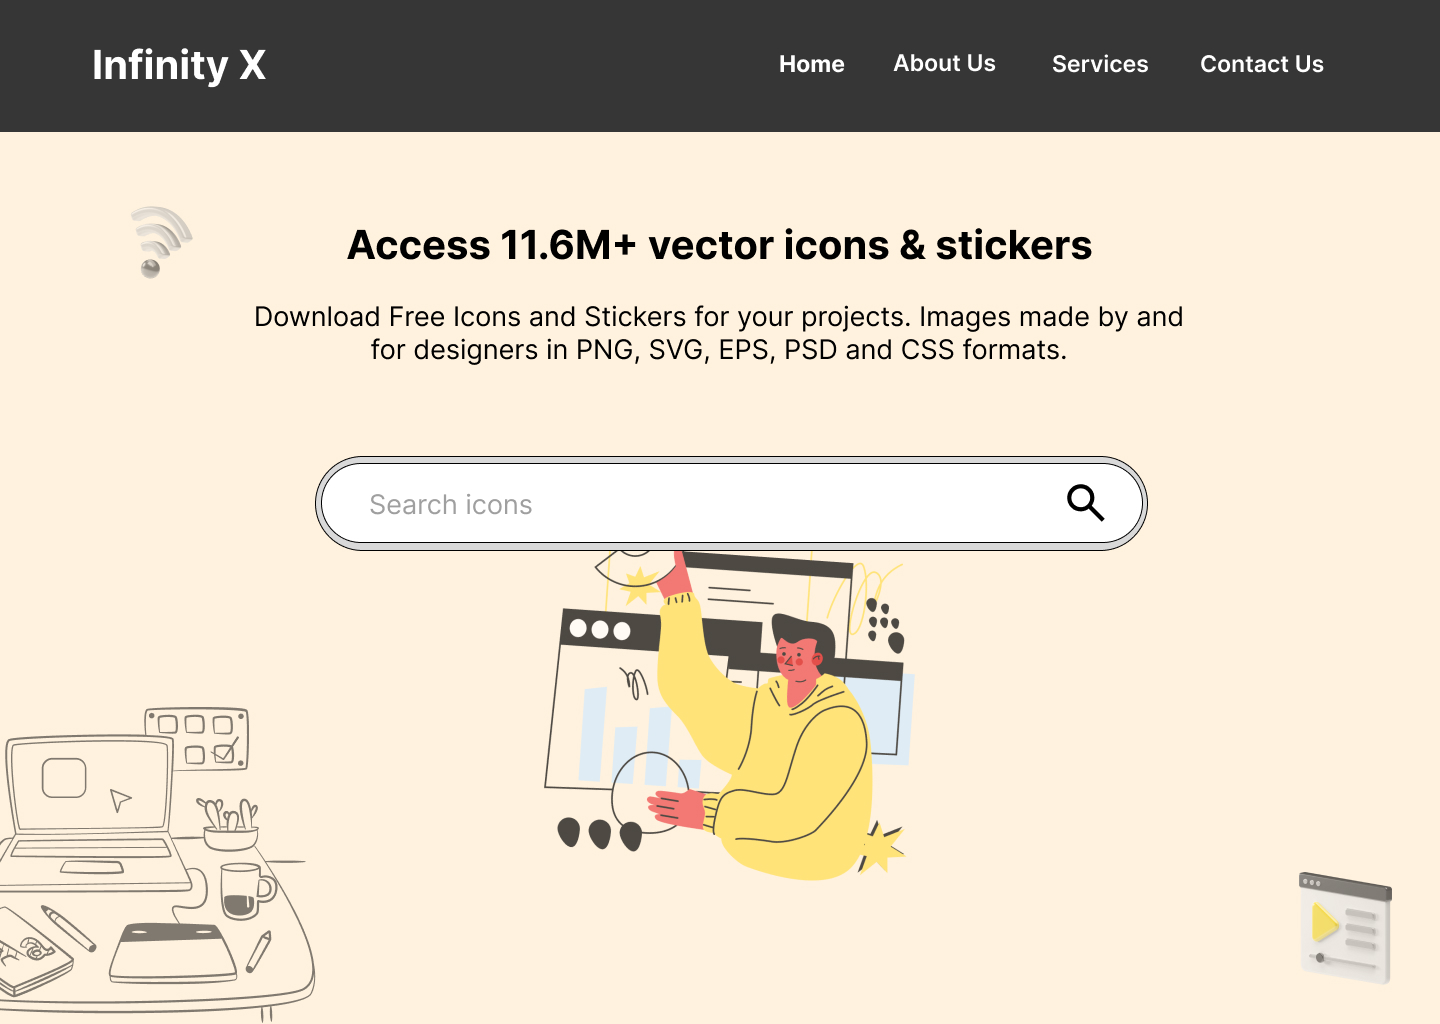 Infinity X
Home About Us Services Contact Us
Access 11.6M+ vector icons & stickers
Download Free Icons and Stickers for your projects. Images made by and
for designers in PNG, SVG, EPS, PSD and CSS formats.
Search icons